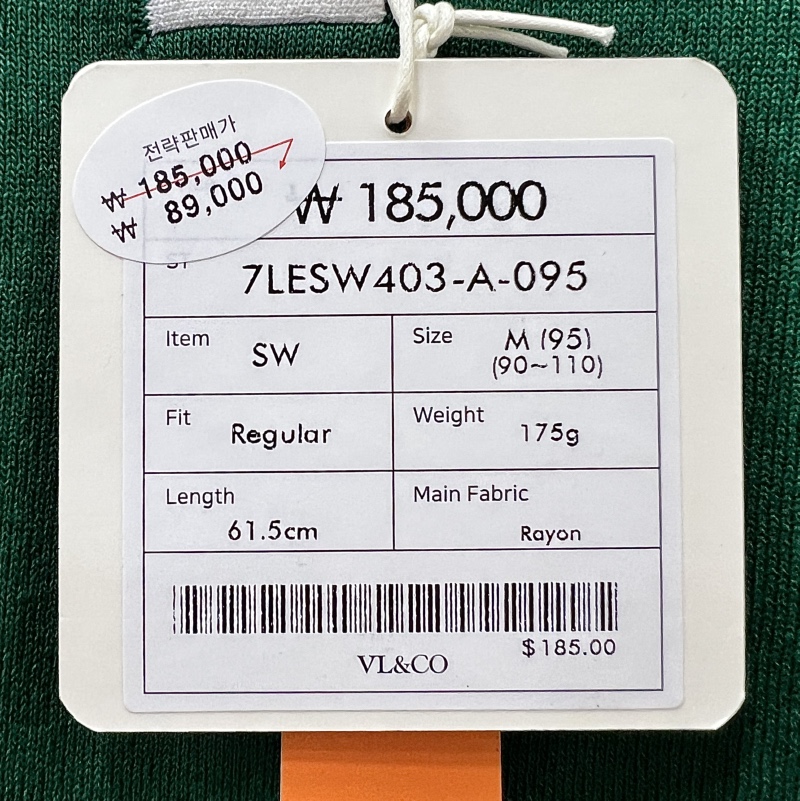 전략판매가
₩ 185,000
₩ 89,000
₩ 185,000
ST
7LESW403-A-095
Item SW
Size M (95)
(90~110)
Fit Regular
Weight 175g
Length 61.5cm
Main Fabric Rayon
$185.00
VL&CO